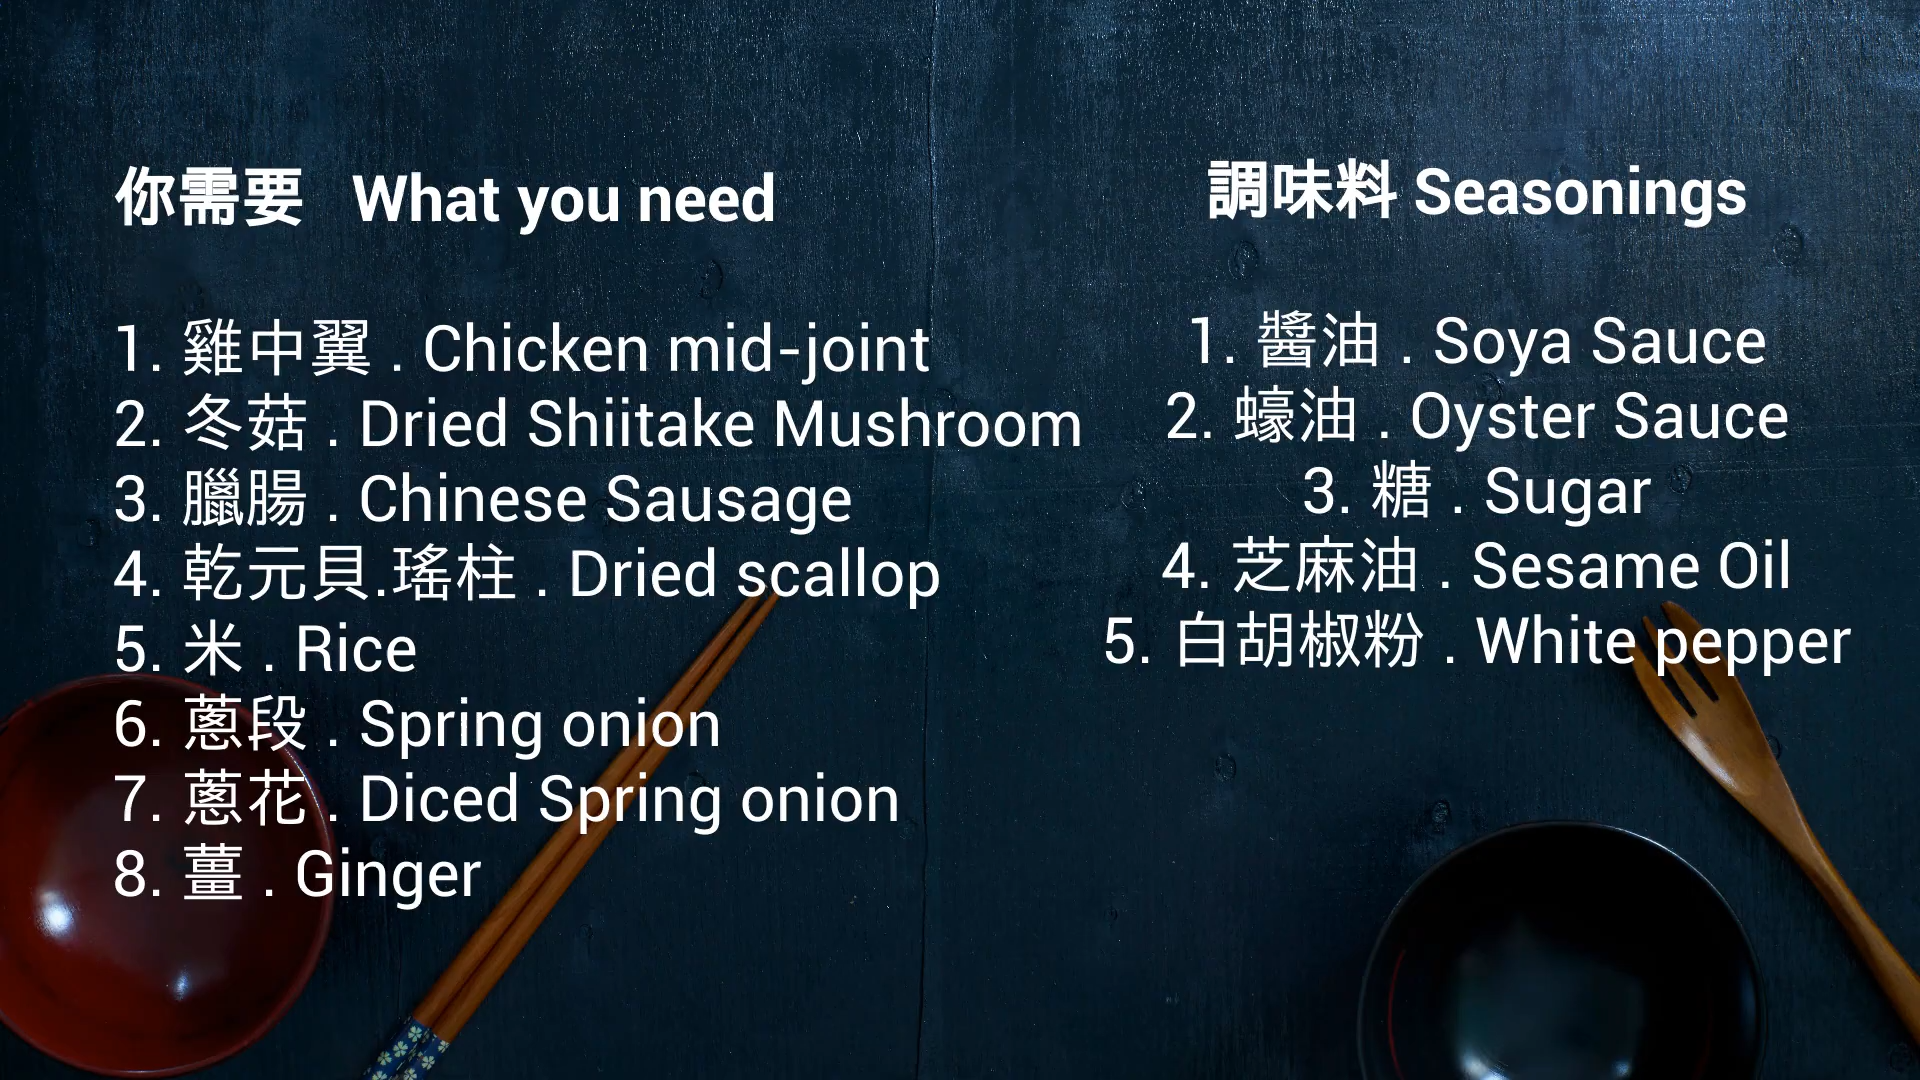 你需要 What you need
1. 雞中翼 . Chicken mid-joint
2. 冬菇 . Dried Shiitake Mushroom
3. 臘腸 . Chinese Sausage
4. 乾元貝.瑤柱 . Dried scallop
5. 米 . Rice
6. 蔥段 . Spring onion
7. 蔥花 . Diced Spring onion
8. 薑 . Ginger
調味料 Seasonings
1. 醬油 . Soya Sauce
2. 蠔油 . Oyster Sauce
3. 糖 . Sugar
4. 芝麻油 . Sesame Oil
5. 白胡椒粉 . White pepper